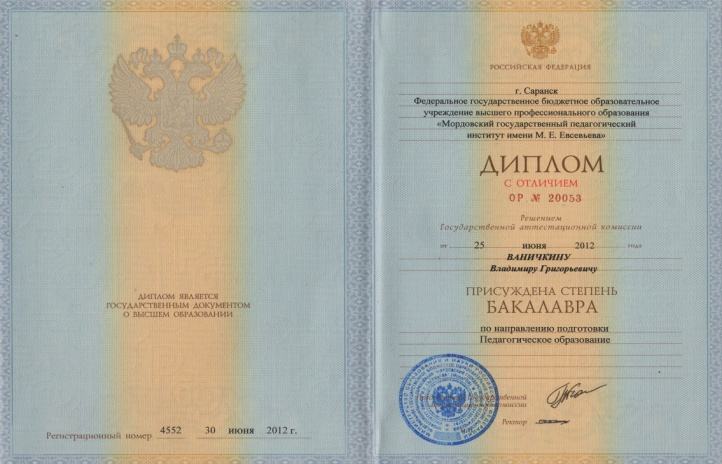 ДИПЛОМ ЯВЛЯЕТСЯ
ГОСУДАРСТВЕННЫМ ДОКУМЕНТОМ
О ВЫСШЕМ ОБРАЗОВАНИИ
Регистрационный номер 4552 30 июня 2012 г.
РОССИЙСКАЯ ФЕДЕРАЦИЯ
г. Саранск
Федеральное государственное бюджетное образовательное
учреждение высшего профессионального образования
«Мордовский государственный педагогический
институт имени М. Е. Евсевьева»
ДИПЛОМ
С ОТЛИЧИЕМ
ОР № 20053
Решением
Государственной аттестационной комиссии
от 25 июня 2012 года
ВАНИЧКИНУ
Владимиру Григорьевичу
ПРИСУЖДЕНА СТЕПЕНЬ
БАКАЛАВРА
по направлению подготовки
Педагогическое образование
Государственной
комиссии
Ректор